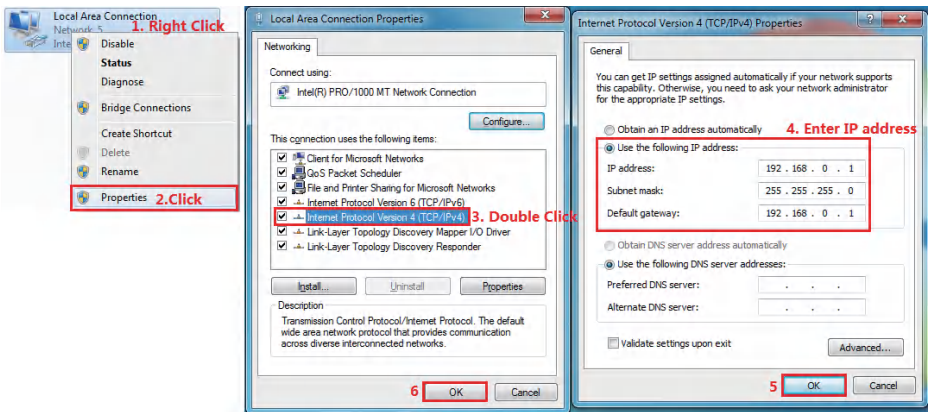 Local Area Connection
Network 5
1. Right Click
Inte
Disable
Status
Diagnose
Bridge Connections
Create Shortcut
Delete
Rename
Properties
2.Click
Local Area Connection Properties
Networking
Connect using:
Intel(R) PRO/1000 MT Network Connection
Configure...
This connection uses the following items:
Client for Microsoft Networks
QoS Packet Scheduler
File and Printer Sharing for Microsoft Networks
Internet Protocol Version 6 (TCP/IPv6)
Internet Protocol Version 4 (TCP/IPv4)
3. Double Click
Link-Layer Topology Discovery Mapper I/O Driver
Link-Layer Topology Discovery Responder
Install...
Uninstall
Properties
Description
Transmission Control Protocol/Internet Protocol. The default
wide area network protocol that provides communication
across diverse interconnected networks.
6
OK
Cancel
Internet Protocol Version 4 (TCP/IPv4) Properties
General
You can get IP settings assigned automatically if your network supports
this capability. Otherwise, you need to ask your network administrator
for the appropriate IP settings.
Obtain an IP address automatically
4. Enter IP address
Use the following IP address:
IP address: 192 . 168 . 0 . 1
Subnet mask: 255 . 255 . 255 . 0
Default gateway: 192 . 168 . 0 . 1
Obtain DNS server address automatically
Use the following DNS server addresses:
Preferred DNS server: . . .
Alternate DNS server: . . .
Validate settings upon exit
Advanced...
5
OK
Cancel